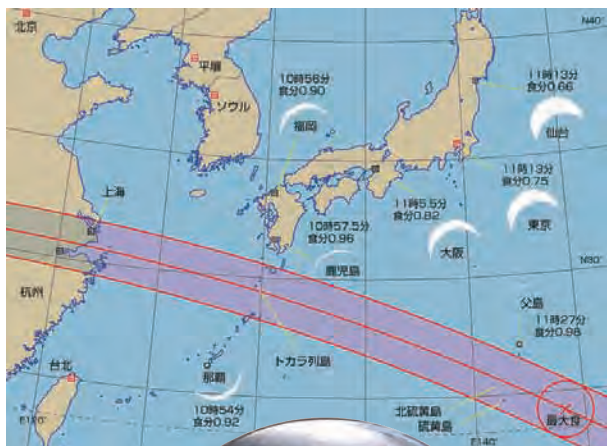 北京
N40°
平壌
ソウル
10時56分
食分0.90
福岡
11時13分
食分0.66
仙台
11時13分
食分0.75
東京
11時5.5分
食分0.82
大阪
上海
10時57.5分
食分0.96
鹿児島
N30°
杭州
父島
11時27分
食分0.98
トカラ列島
台北
那覇
10時54分
食分0.92
北硫黄島
硫黄島
最大食
E120°
E140°